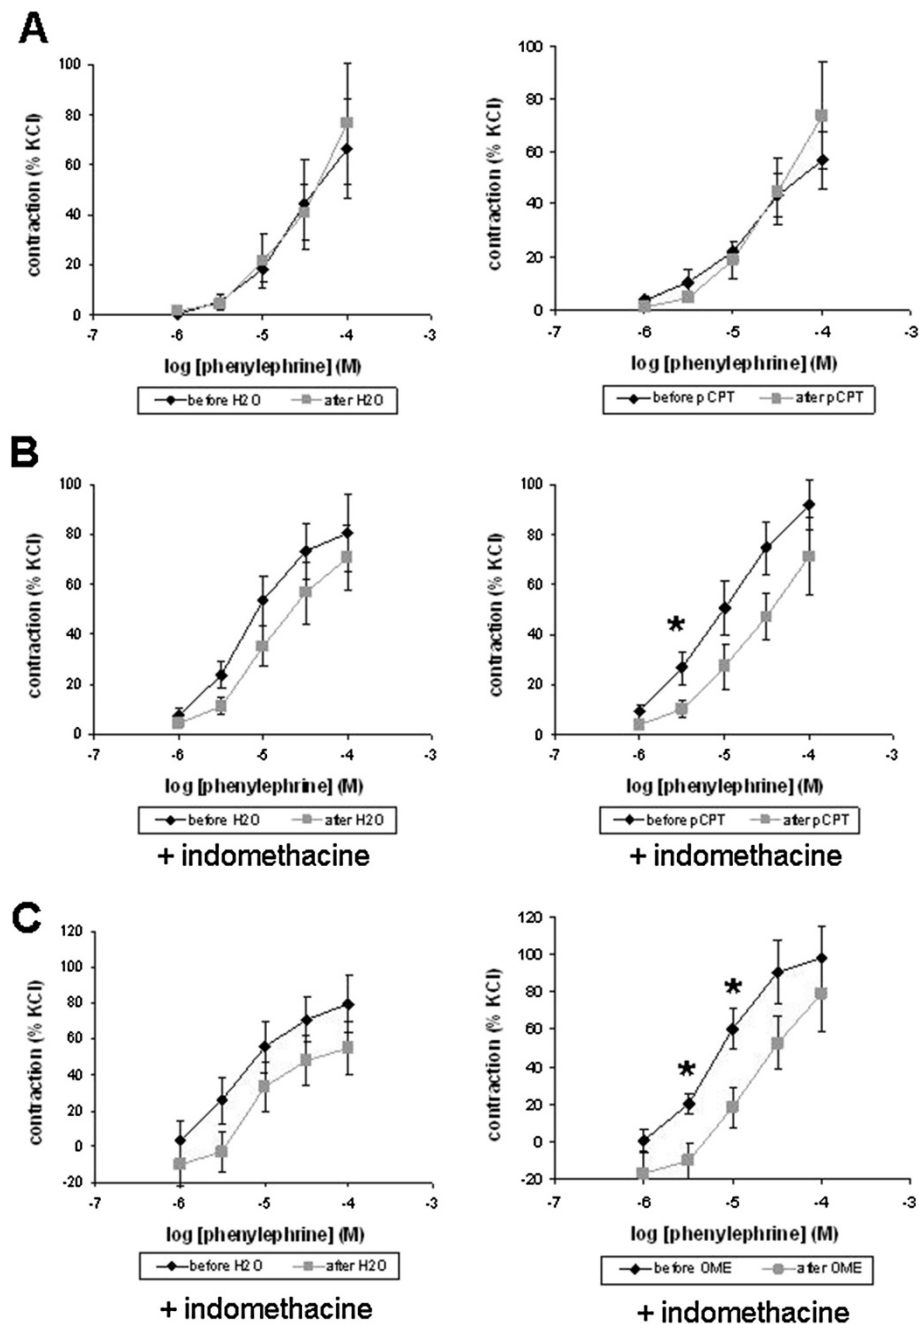 A
contraction (% KCl)
100
80
60
40
20
0
-7
-6
-5
-4
-3
log [phenylephrine] (M)
before H2O
ater H2O
contraction (% KCl)
100
80
60
40
20
0
-7
-6
-5
-4
-3
log [phenylephrine] (M)
before pCPT
ater pCPT
B
contraction (% KCl)
100
80
60
40
20
0
-7
-6
-5
-4
-3
log [phenylephrine] (M)
before H2O
ater H2O
+ indomethacine
contraction (% KCl)
100
80
60
40
20
0
*
-7
-6
-5
-4
-3
log [phenylephrine] (M)
before pCPT
ater pCPT
+ indomethacine
C
contraction (% KCl)
120
100
80
60
40
20
0
-20
-7
-6
-5
-4
-3
log [phenylephrine] (M)
before H2O
after H2O
+ indomethacine
contraction (% KCl)
120
100
80
60
40
20
0
-20
*
*
-7
-6
-5
-4
-3
log [phenylephrine] (M)
before OME
ater OME
+ indomethacine